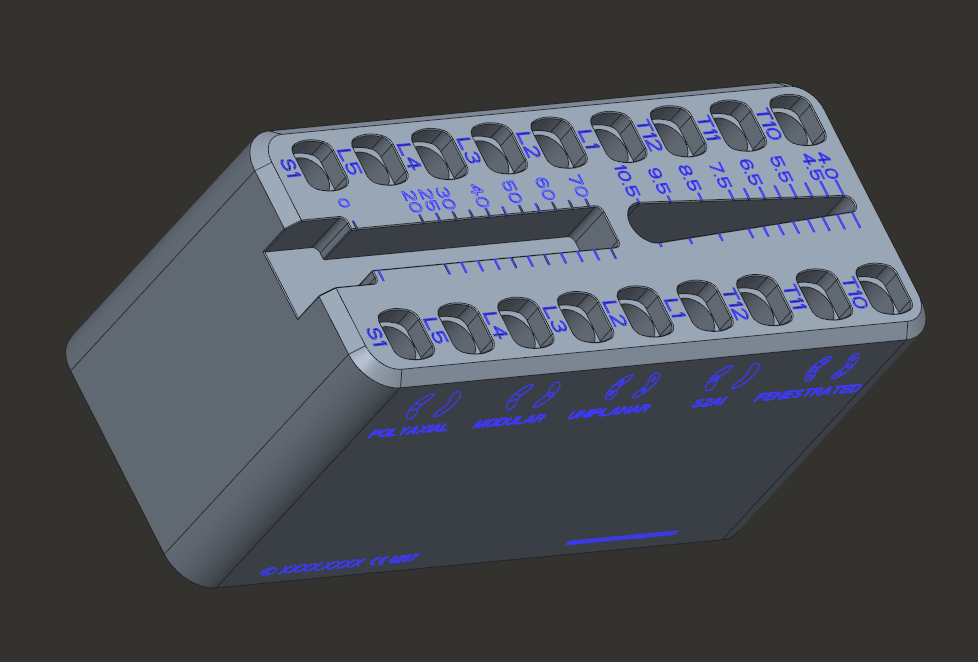 S1 L5 L4 L3 L2 L1 T12 T11 T10
0 20 25 30 40 50 60 70
10.5 9.5 8.5 7.5 6.5 5.5 4.5 4.0
S1 L5 L4 L3 L2 L1 T12 T11 T10
POLYAXIAL MODULAR UNIPLANAR S2AI FENESTRATED
XXXX.XXXX CE 0297